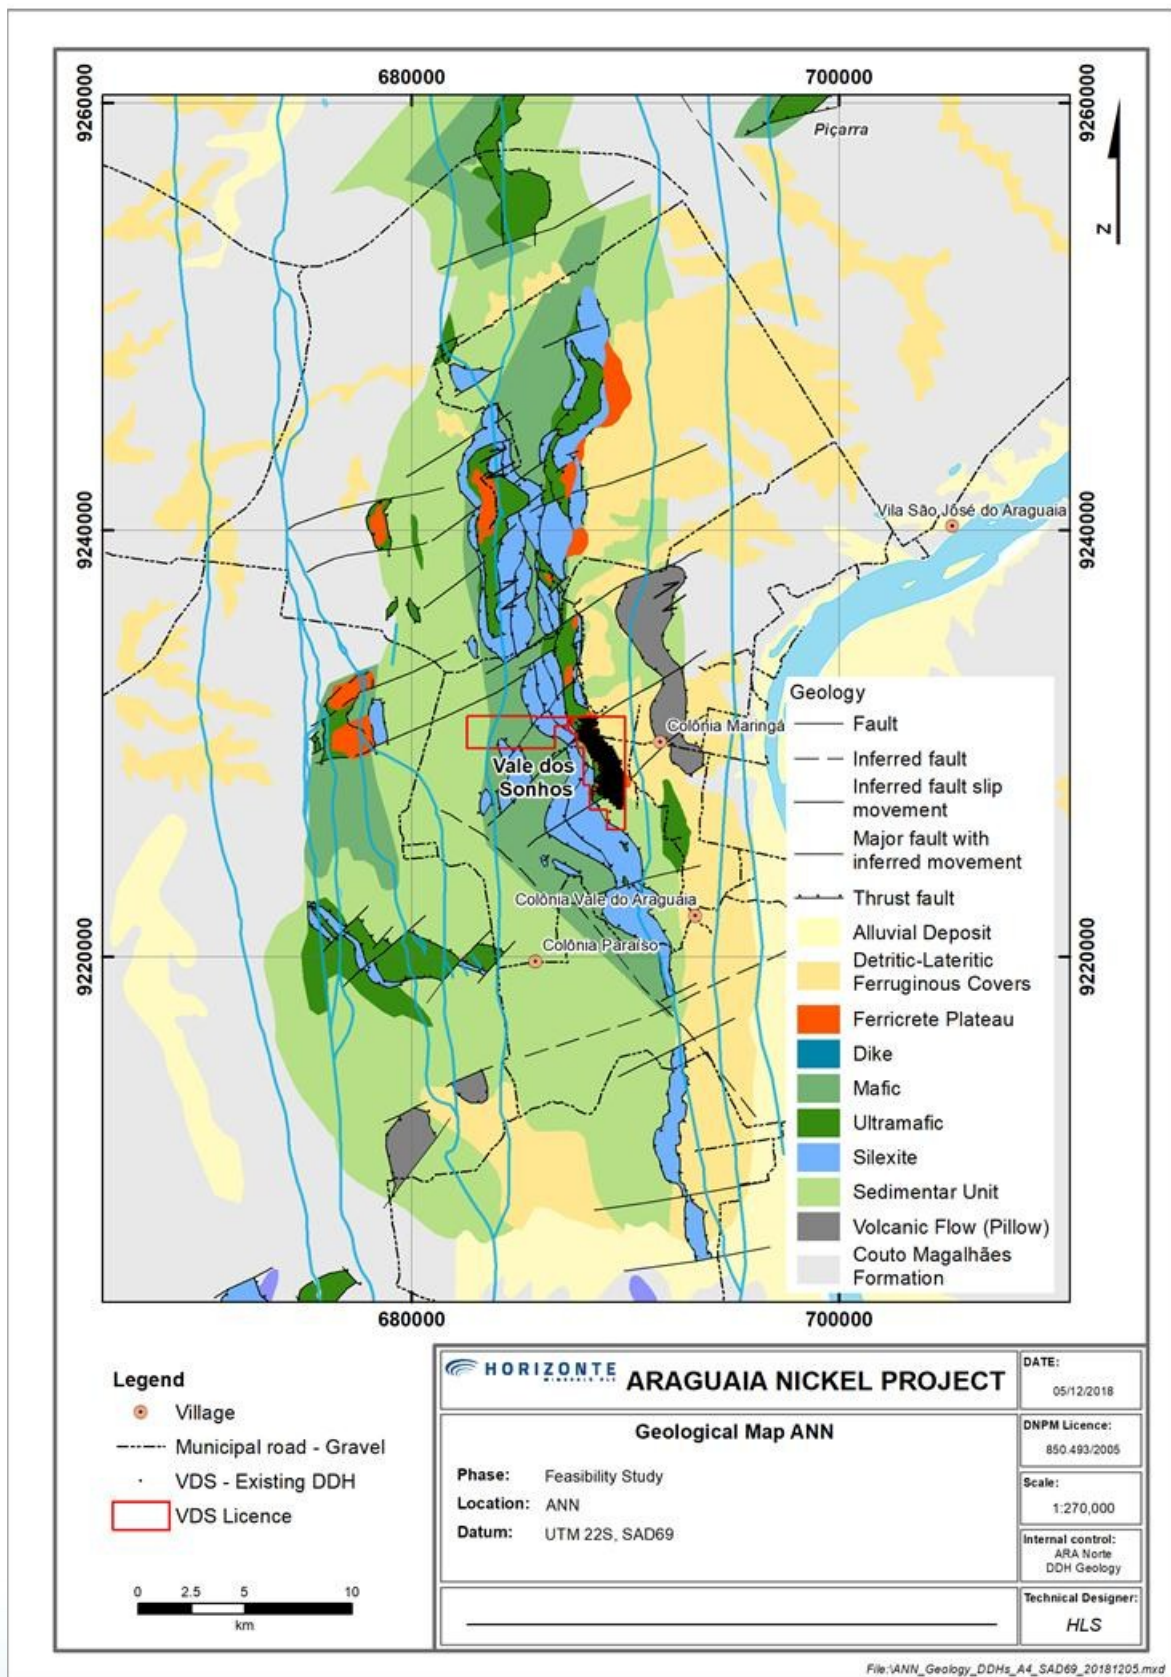 680000
700000
9260000
9260000
Piçarra
N
9240000
Vila São José do Araguaia
9240000
Geology
Fault
Colônia Maringá
Inferred fault
Vale dos
Sonhos
Inferred fault slip
movement
Major fault with
inferred movement
Thrust fault
Colônia Vale do Araguaia
Alluvial Deposit
Colônia Paraíso
9220000
9220000
Detritic-Lateritic
Ferruginous Covers
Ferricrete Plateau
Dike
Mafic
Ultramafic
Silexite
Sedimentar Unit
Volcanic Flow (Pillow)
Couto Magalhães
Formation
680000
700000
Legend
Village
Municipal road - Gravel
VDS - Existing DDH
VDS Licence
0 2.5 5 10
km
HORIZONTE
MINERALS PLC
ARAGUAIA NICKEL PROJECT
DATE:
05/12/2018
Geological Map ANN
Phase: Feasibility Study
Location: ANN
Datum: UTM 22S, SAD69
DNPM Licence:
850.493/2005
Scale:
1:270,000
Internal control:
ARA Norte
DDH Geology
Technical Designer:
HLS
File:\ANN_Geology_DDHs_A4_SAD69_20181205.mxd